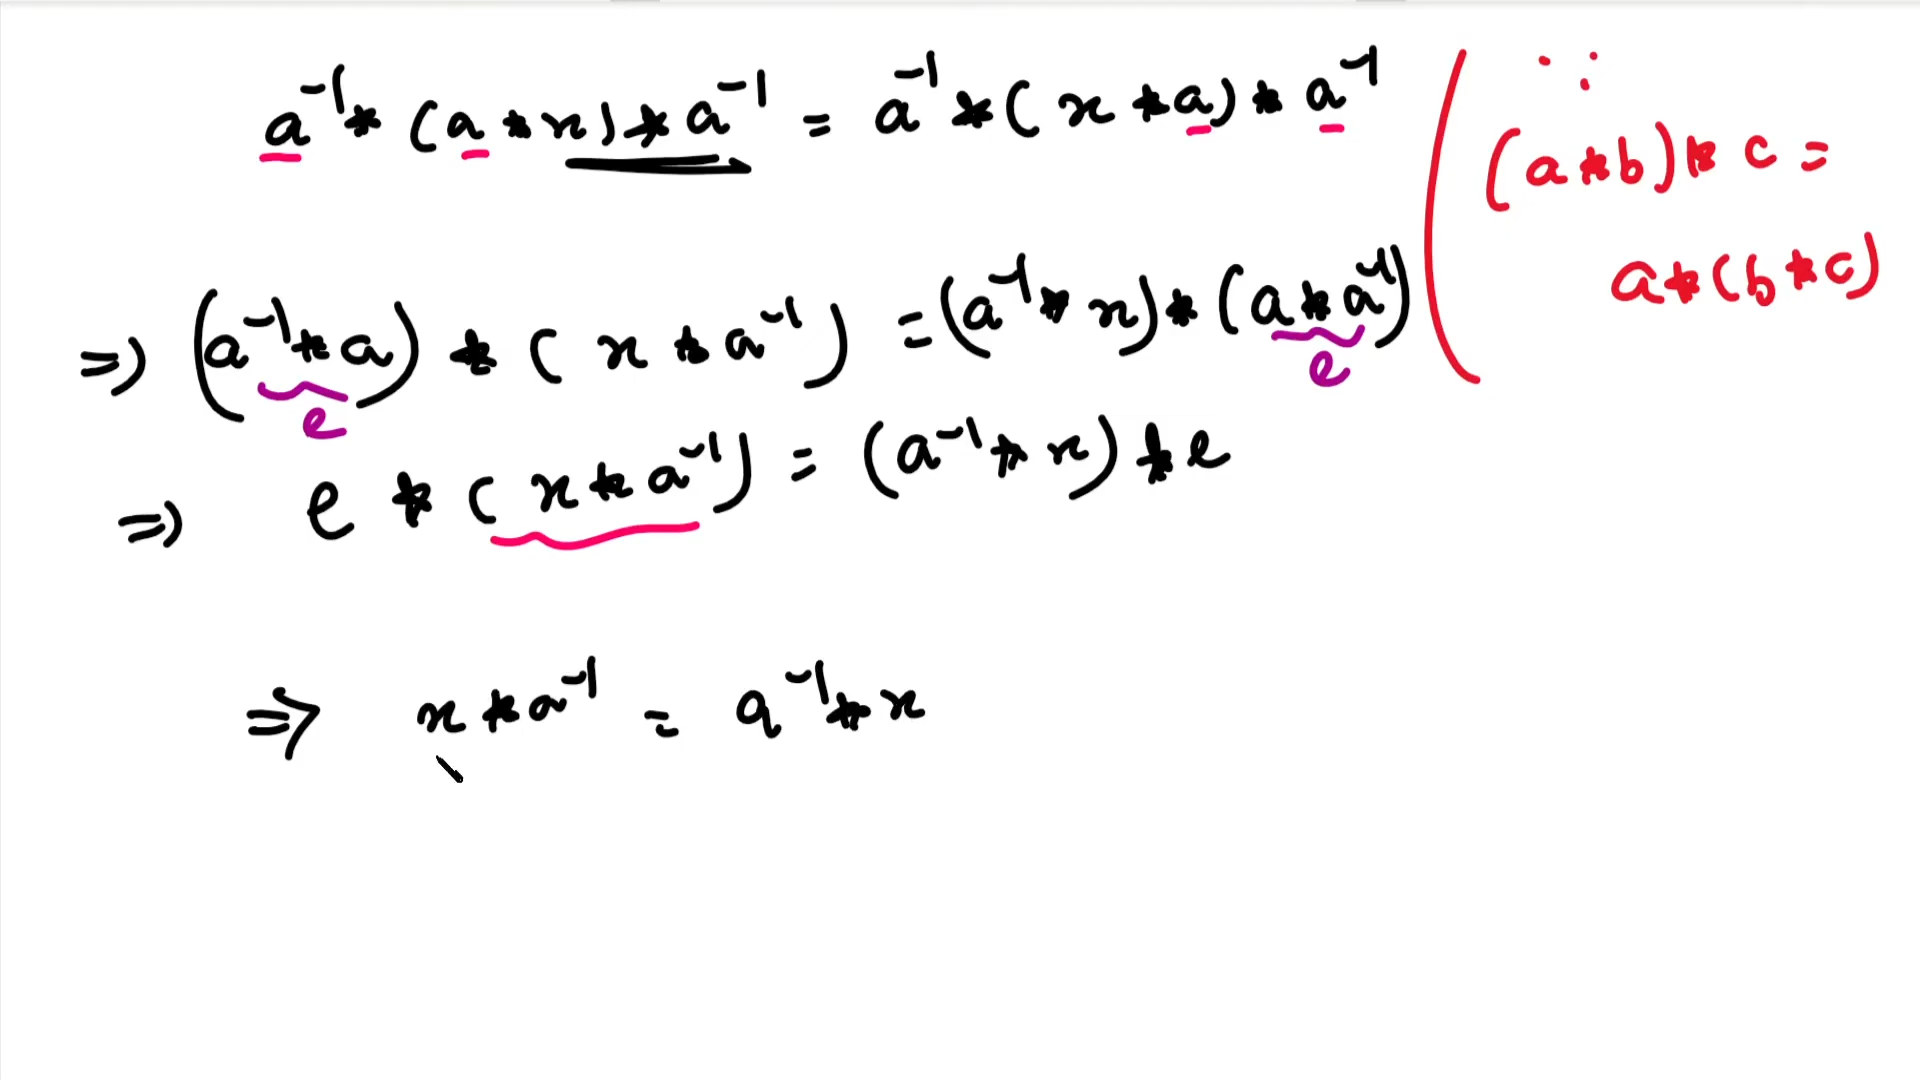 a⁻¹ * (a * x) * a⁻¹ = a⁻¹ * (x * a) * a⁻¹
⇒ (a⁻¹ * a) * (x * a⁻¹) = (a⁻¹ * x) * (a * a⁻¹)
e e
⇒ e * (x * a⁻¹) = (a⁻¹ * x) * e
⇒ x * a⁻¹ = a⁻¹ * x
∵
(a * b) * c =
a * (b * c)